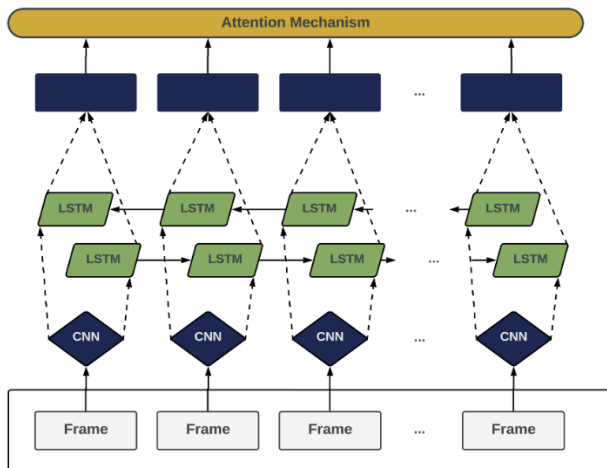 Attention Mechanism
...
LSTM LSTM LSTM ... LSTM
LSTM LSTM LSTM ... LSTM
CNN CNN CNN ... CNN
Frame Frame Frame ... Frame